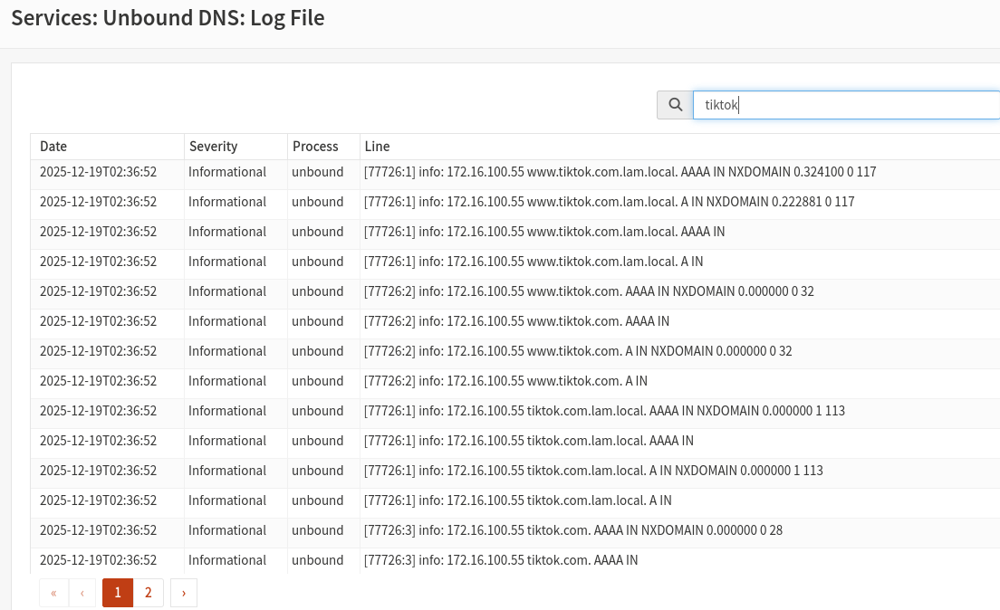 Services: Unbound DNS: Log File
tiktok
Date Severity Process Line
2025-12-19T02:36:52 Informational unbound [77726:1] info: 172.16.100.55 www.tiktok.com.lam.local. AAAA IN NXDOMAIN 0.324100 0 117
2025-12-19T02:36:52 Informational unbound [77726:1] info: 172.16.100.55 www.tiktok.com.lam.local. A IN NXDOMAIN 0.222881 0 117
2025-12-19T02:36:52 Informational unbound [77726:1] info: 172.16.100.55 www.tiktok.com.lam.local. AAAA IN
2025-12-19T02:36:52 Informational unbound [77726:1] info: 172.16.100.55 www.tiktok.com.lam.local. A IN
2025-12-19T02:36:52 Informational unbound [77726:2] info: 172.16.100.55 www.tiktok.com. AAAA IN NXDOMAIN 0.000000 0 32
2025-12-19T02:36:52 Informational unbound [77726:2] info: 172.16.100.55 www.tiktok.com. AAAA IN
2025-12-19T02:36:52 Informational unbound [77726:2] info: 172.16.100.55 www.tiktok.com. A IN NXDOMAIN 0.000000 0 32
2025-12-19T02:36:52 Informational unbound [77726:2] info: 172.16.100.55 www.tiktok.com. A IN
2025-12-19T02:36:52 Informational unbound [77726:1] info: 172.16.100.55 tiktok.com.lam.local. AAAA IN NXDOMAIN 0.000000 1 113
2025-12-19T02:36:52 Informational unbound [77726:1] info: 172.16.100.55 tiktok.com.lam.local. AAAA IN
2025-12-19T02:36:52 Informational unbound [77726:1] info: 172.16.100.55 tiktok.com.lam.local. A IN NXDOMAIN 0.000000 1 113
2025-12-19T02:36:52 Informational unbound [77726:1] info: 172.16.100.55 tiktok.com.lam.local. A IN
2025-12-19T02:36:52 Informational unbound [77726:3] info: 172.16.100.55 tiktok.com. AAAA IN NXDOMAIN 0.000000 0 28
2025-12-19T02:36:52 Informational unbound [77726:3] info: 172.16.100.55 tiktok.com. AAAA IN
« ‹ 1 2 ›